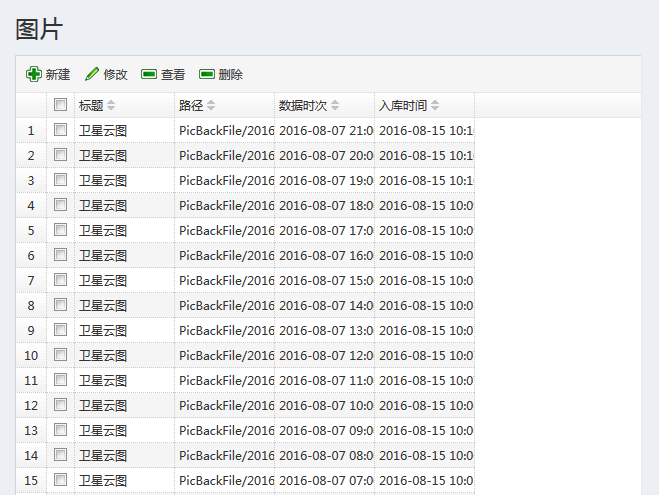 图片
新建 修改 查看 删除
标题 路径 数据时次 入库时间
1 卫星云图 PicBackFile/2016 2016-08-07 21:0 2016-08-15 10:1
2 卫星云图 PicBackFile/2016 2016-08-07 20:0 2016-08-15 10:1
3 卫星云图 PicBackFile/2016 2016-08-07 19:0 2016-08-15 10:1
4 卫星云图 PicBackFile/2016 2016-08-07 18:0 2016-08-15 10:0
5 卫星云图 PicBackFile/2016 2016-08-07 17:0 2016-08-15 10:0
6 卫星云图 PicBackFile/2016 2016-08-07 16:0 2016-08-15 10:0
7 卫星云图 PicBackFile/2016 2016-08-07 15:0 2016-08-15 10:0
8 卫星云图 PicBackFile/2016 2016-08-07 14:0 2016-08-15 10:0
9 卫星云图 PicBackFile/2016 2016-08-07 13:0 2016-08-15 10:0
10 卫星云图 PicBackFile/2016 2016-08-07 12:0 2016-08-15 10:0
11 卫星云图 PicBackFile/2016 2016-08-07 11:0 2016-08-15 10:0
12 卫星云图 PicBackFile/2016 2016-08-07 10:0 2016-08-15 10:0
13 卫星云图 PicBackFile/2016 2016-08-07 09:0 2016-08-15 10:0
14 卫星云图 PicBackFile/2016 2016-08-07 08:0 2016-08-15 10:0
15 卫星云图 PicBackFile/2016 2016-08-07 07:0 2016-08-15 10:0